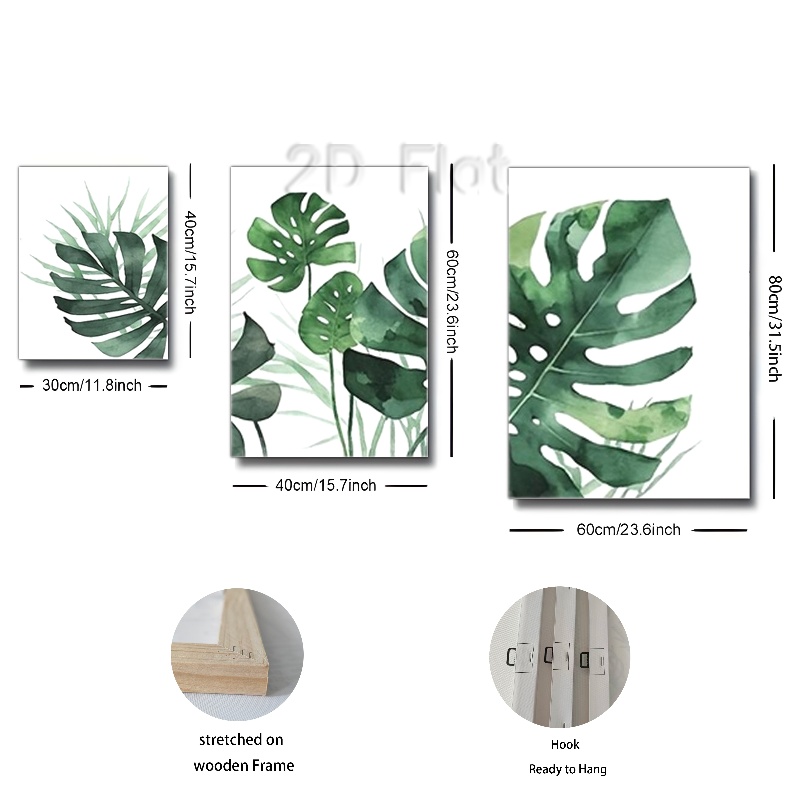 2D Flat
40cm/15.7inch
30cm/11.8inch
60cm/23.6inch
40cm/15.7inch
80cm/31.5inch
60cm/23.6inch
stretched on
wooden Frame
Hook
Ready to Hang